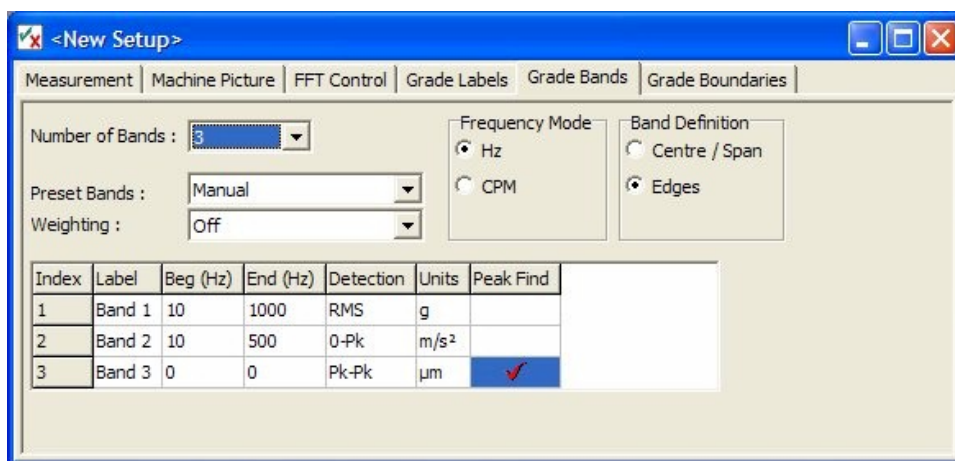 <New Setup>
Measurement Machine Picture FFT Control Grade Labels Grade Bands Grade Boundaries
Number of Bands : 3
Frequency Mode
Hz
CPM
Band Definition
Centre / Span
Edges
Preset Bands : Manual
Weighting : Off
Index Label Beg (Hz) End (Hz) Detection Units Peak Find
1 Band 1 10 1000 RMS g
2 Band 2 10 500 0-Pk m/s²
3 Band 3 0 0 Pk-Pk µm